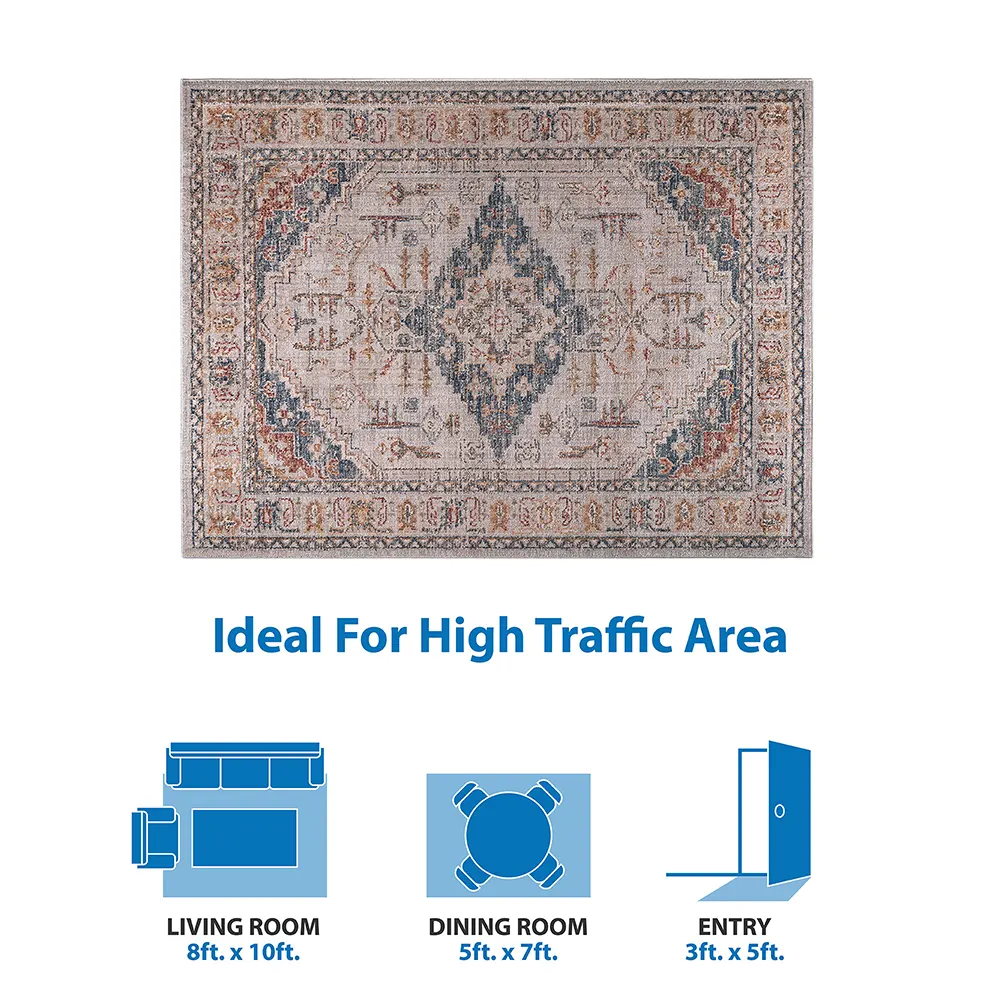 Ideal For High Traffic Area
LIVING ROOM
8ft. x 10ft.
DINING ROOM
5ft. x 7ft.
ENTRY
3ft. x 5ft.